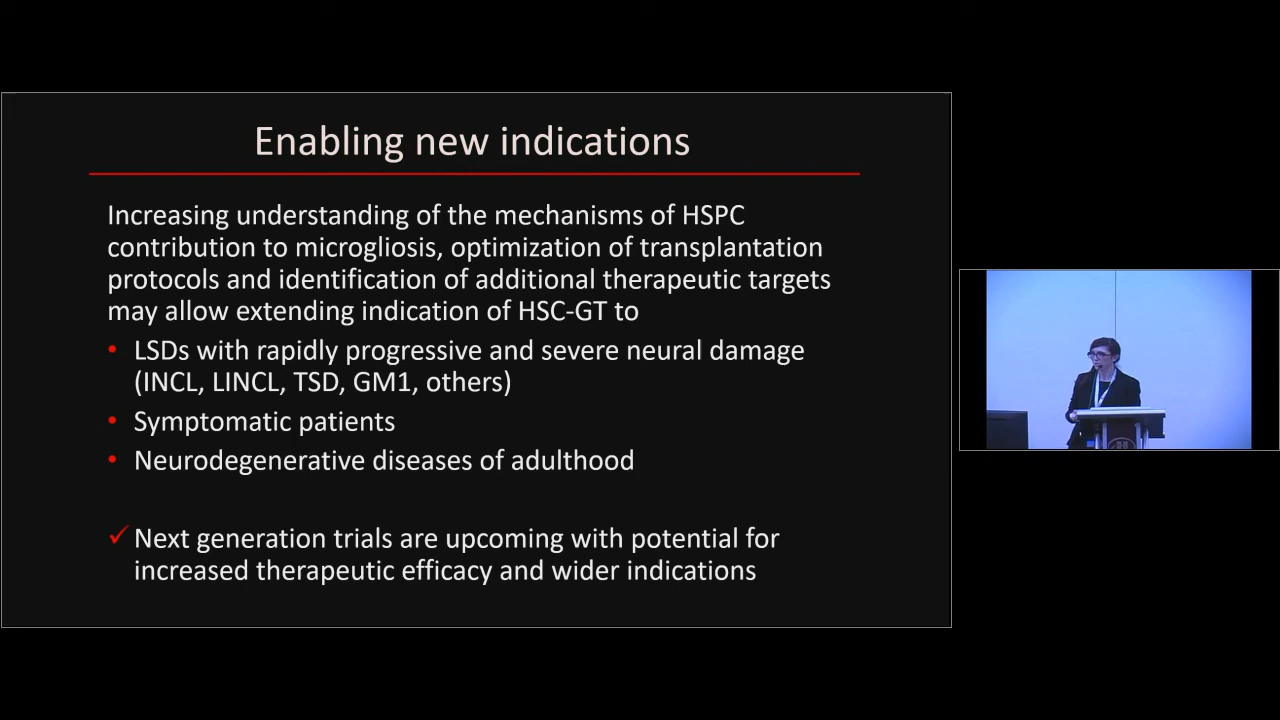 Enabling new indications
Increasing understanding of the mechanisms of HSPC
contribution to microgliosis, optimization of transplantation
protocols and identification of additional therapeutic targets
may allow extending indication of HSC-GT to
• LSDs with rapidly progressive and severe neural damage
(INCL, LINCL, TSD, GM1, others)
• Symptomatic patients
• Neurodegenerative diseases of adulthood
✓ Next generation trials are upcoming with potential for
increased therapeutic efficacy and wider indications